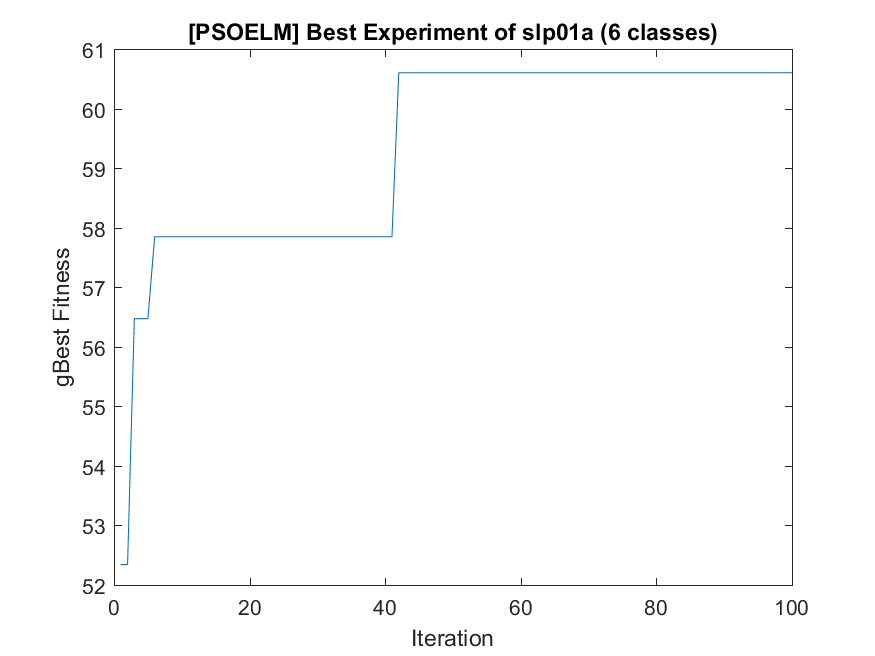 [PSOELM] Best Experiment of slp01a (6 classes)
61
60
59
58
57
56
55
54
53
52
gBest Fitness
0 20 40 60 80 100
Iteration